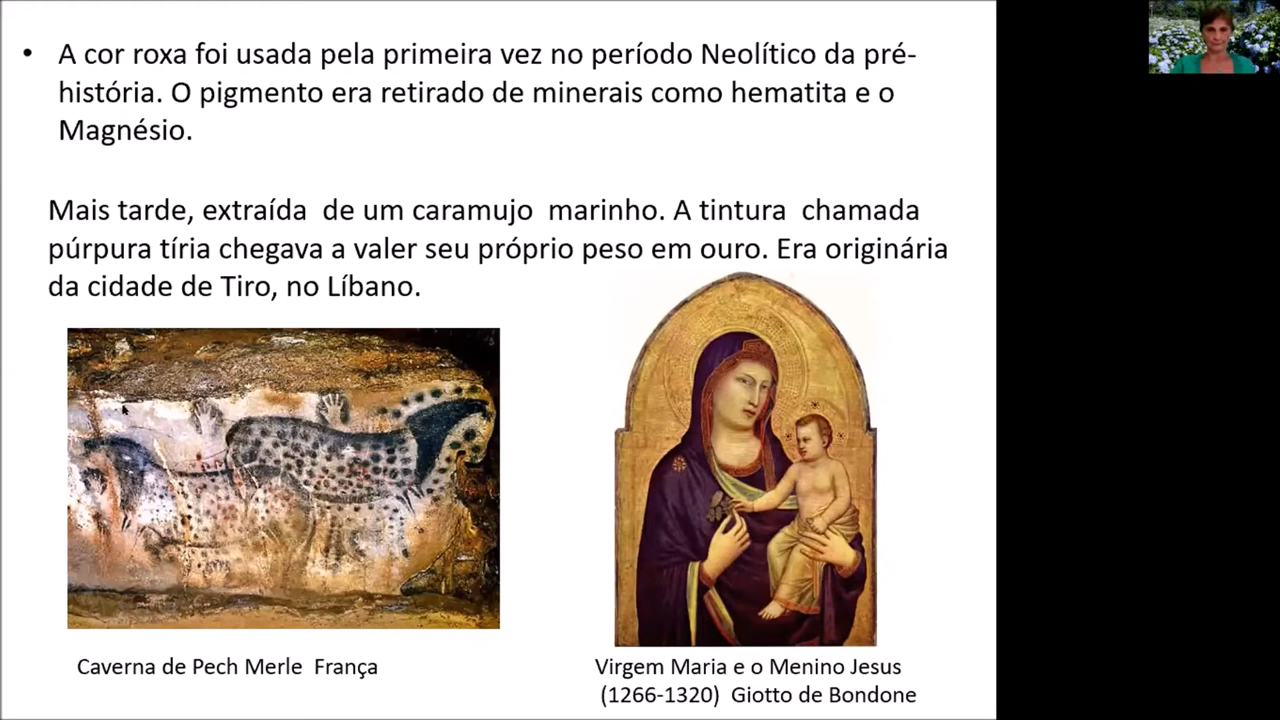 • A cor roxa foi usada pela primeira vez no período Neolítico da pré-
história. O pigmento era retirado de minerais como hematita e o
Magnésio.
Mais tarde, extraída de um caramujo marinho. A tintura chamada
púrpura tíria chegava a valer seu próprio peso em ouro. Era originária
da cidade de Tiro, no Líbano.
Caverna de Pech Merle França
Virgem Maria e o Menino Jesus
(1266-1320) Giotto de Bondone